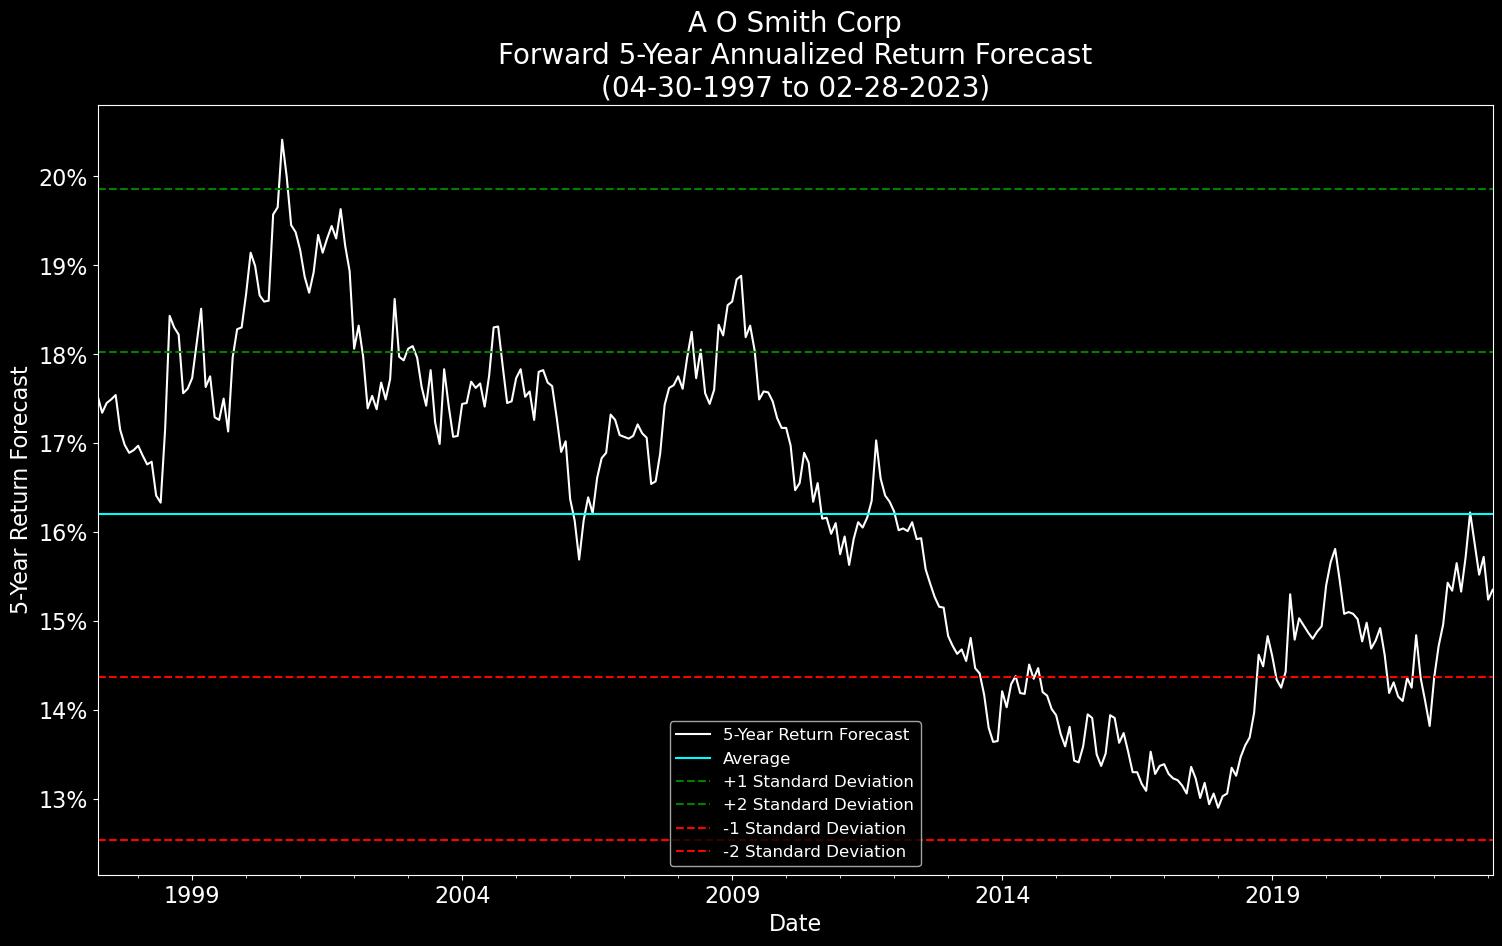 A O Smith Corp
Forward 5-Year Annualized Return Forecast
(04-30-1997 to 02-28-2023)
5-Year Return Forecast
20%
19%
18%
17%
16%
15%
14%
13%
5-Year Return Forecast
Average
+1 Standard Deviation
+2 Standard Deviation
-1 Standard Deviation
-2 Standard Deviation
1999 2004 2009 2014 2019
Date